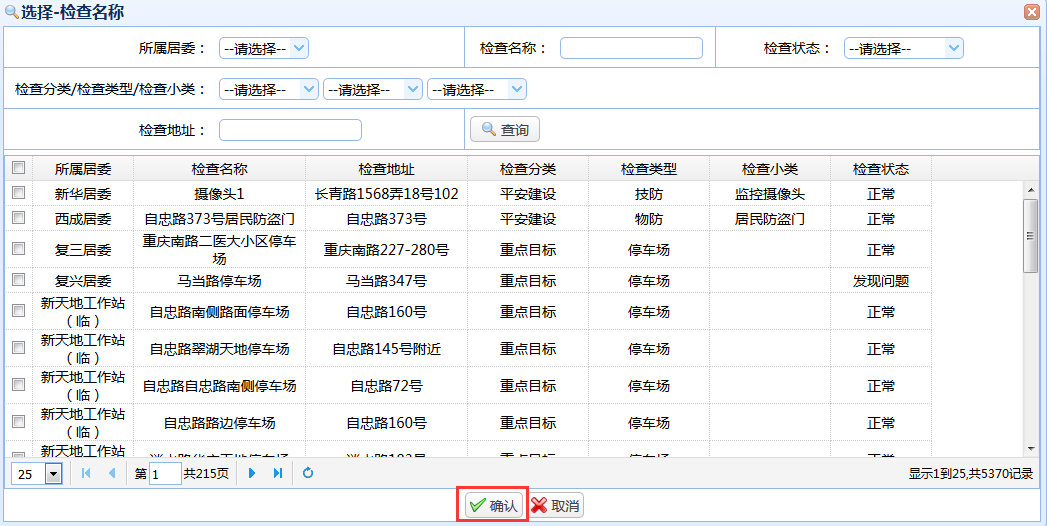 选择-检查名称
所属居委： --请选择-- 检查名称： 检查状态： --请选择--
检查分类/检查类型/检查小类： --请选择-- --请选择-- --请选择--
检查地址： 查询
所属居委 检查名称 检查地址 检查分类 检查类型 检查小类 检查状态
新华居委 摄像头1 长青路1568弄18号102 平安建设 技防 监控摄像头 正常
西成居委 自忠路373号居民防盗门 自忠路373号 平安建设 物防 居民防盗门 正常
复三居委 重庆南路二医大小区停车场 重庆南路227-280号 重点目标 停车场 正常
复兴居委 马当路停车场 马当路347号 重点目标 停车场 发现问题
新天地工作站（临） 自忠路南侧路面停车场 自忠路160号 重点目标 停车场 正常
新天地工作站（临） 自忠路翠湖天地停车场 自忠路145号附近 重点目标 停车场 正常
新天地工作站（临） 自忠路自忠路南侧停车场 自忠路72号 重点目标 停车场 正常
新天地工作站（临） 自忠路路边停车场 自忠路160号 重点目标 停车场 正常
新天地工作站
25 第 1 共215页 显示1到25,共5370记录
确认 取消